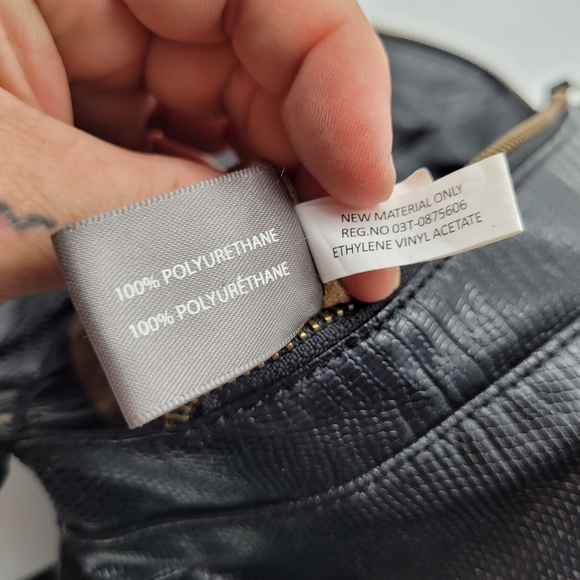 100% POLYURETHANE
100% POLYURÉTHANE
NEW MATERIAL ONLY
REG.NO 03T-0875606
ETHYLENE VINYL ACETATE